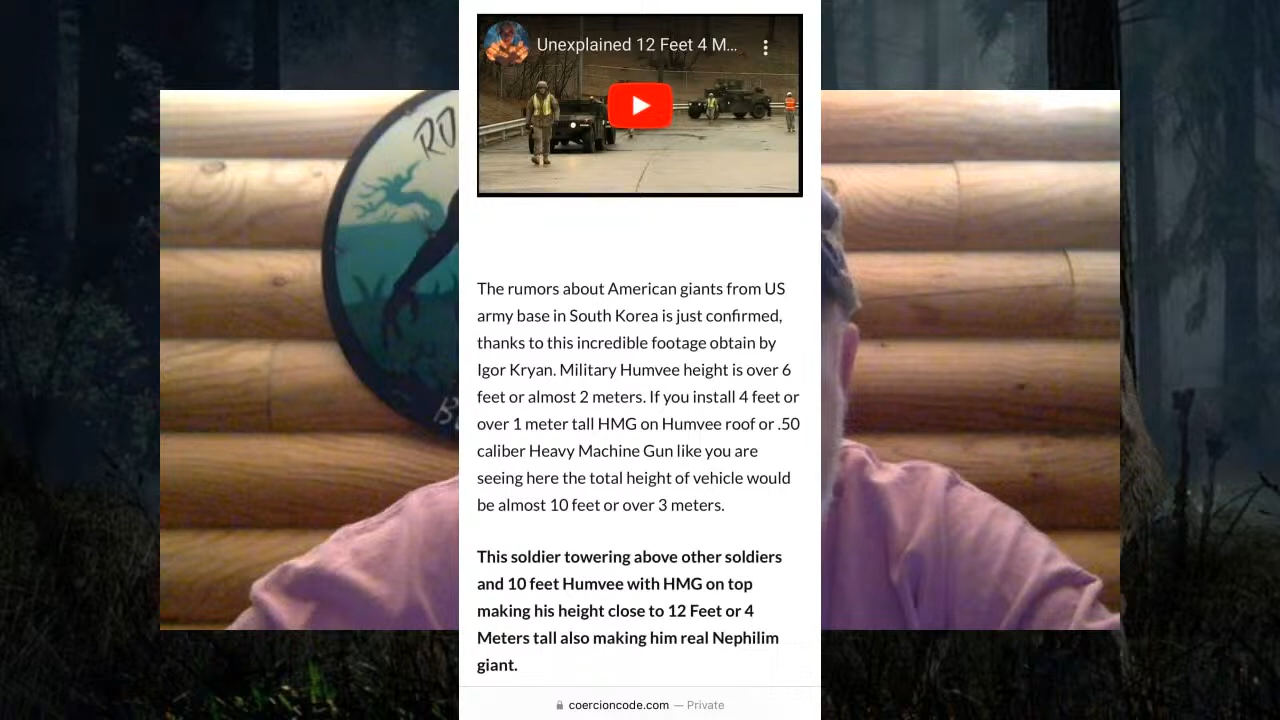 Unexplained 12 Feet 4 M...
RO
B
The rumors about American giants from US
army base in South Korea is just confirmed,
thanks to this incredible footage obtain by
Igor Kryan. Military Humvee height is over 6
feet or almost 2 meters. If you install 4 feet or
over 1 meter tall HMG on Humvee roof or .50
caliber Heavy Machine Gun like you are
seeing here the total height of vehicle would
be almost 10 feet or over 3 meters.
This soldier towering above other soldiers
and 10 feet Humvee with HMG on top
making his height close to 12 Feet or 4
Meters tall also making him real Nephilim
giant.
coercioncode.com — Private